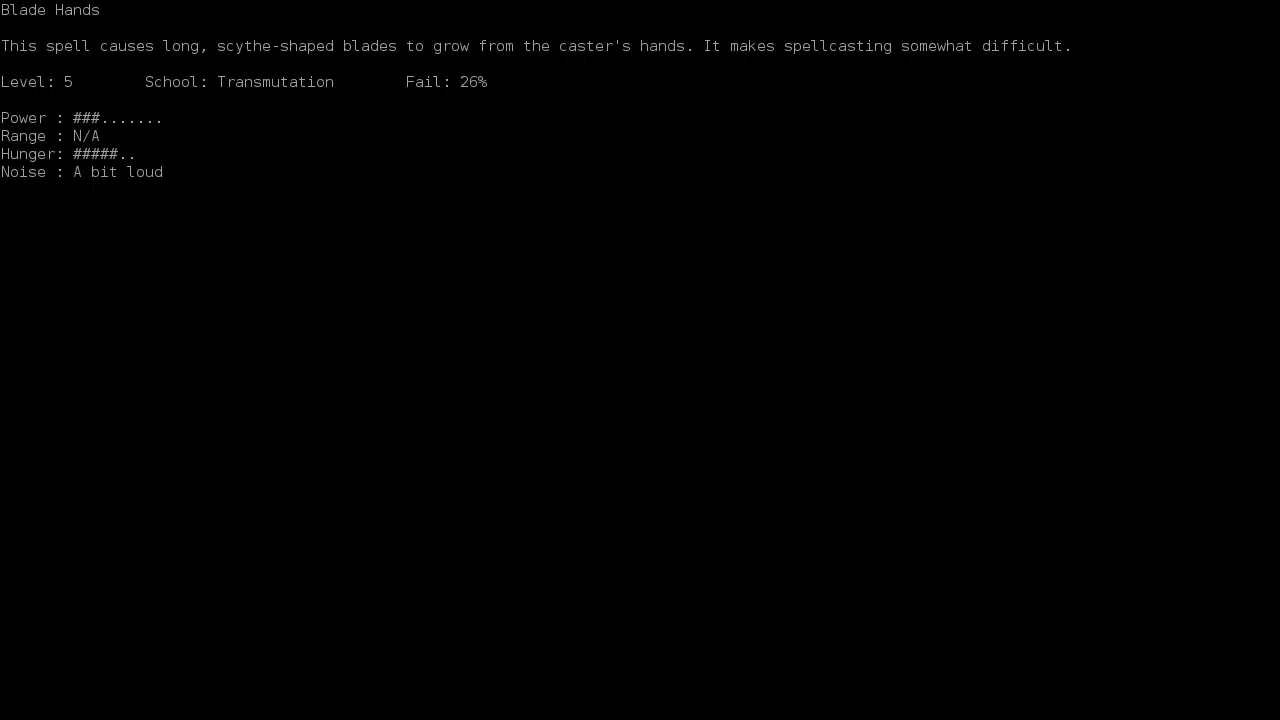 Blade Hands
This spell causes long, scythe-shaped blades to grow from the caster's hands. It makes spellcasting somewhat difficult.
Level: 5        School: Transmutation        Fail: 26%
Power : ###.......
Range : N/A
Hunger: #####..
Noise : A bit loud